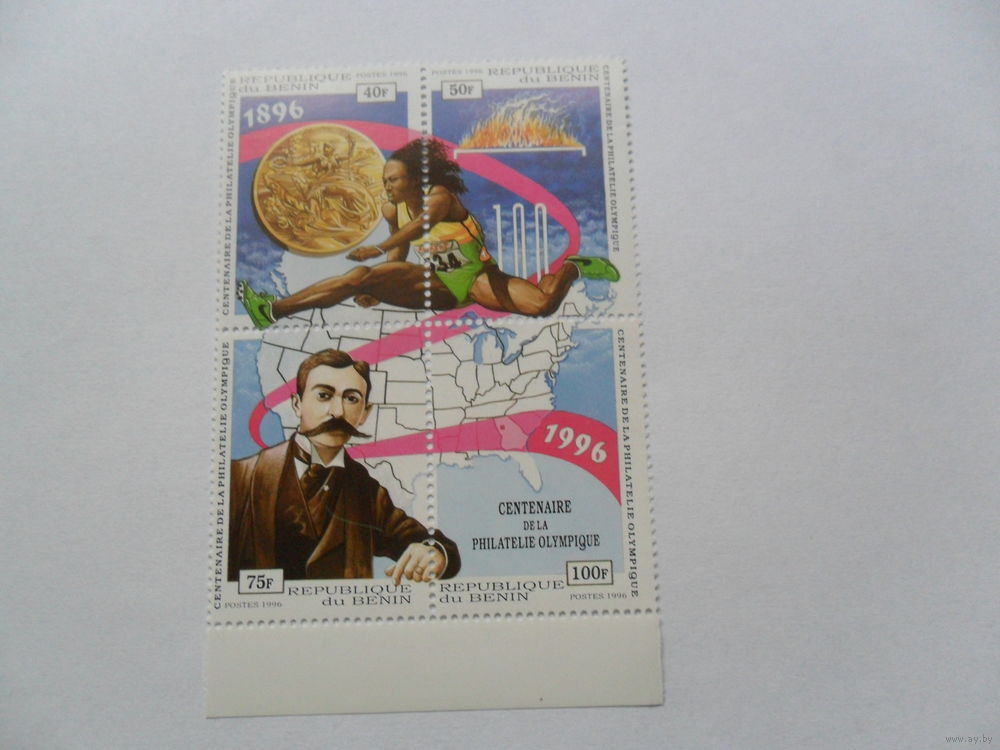 REPUBLIQUE
du BENIN
POSTES 1996
40F
1896
CENTENAIRE DE LA PHILATELIE OLYMPIQUE
50F
POSTES 1996
REPUBLIQUE
du BENIN
CENTENAIRE DE LA PHILATELIE OLYMPIQUE
100
34
CENTENAIRE DE LA PHILATELIE OLYMPIQUE
75F
REPUBLIQUE
du BENIN
POSTES 1996
1996
CENTENAIRE
DE LA
PHILATELIE OLYMPIQUE
100F
REPUBLIQUE
du BENIN
POSTES 1996
CENTENAIRE DE LA PHILATELIE OLYMPIQUE
www.ay.by